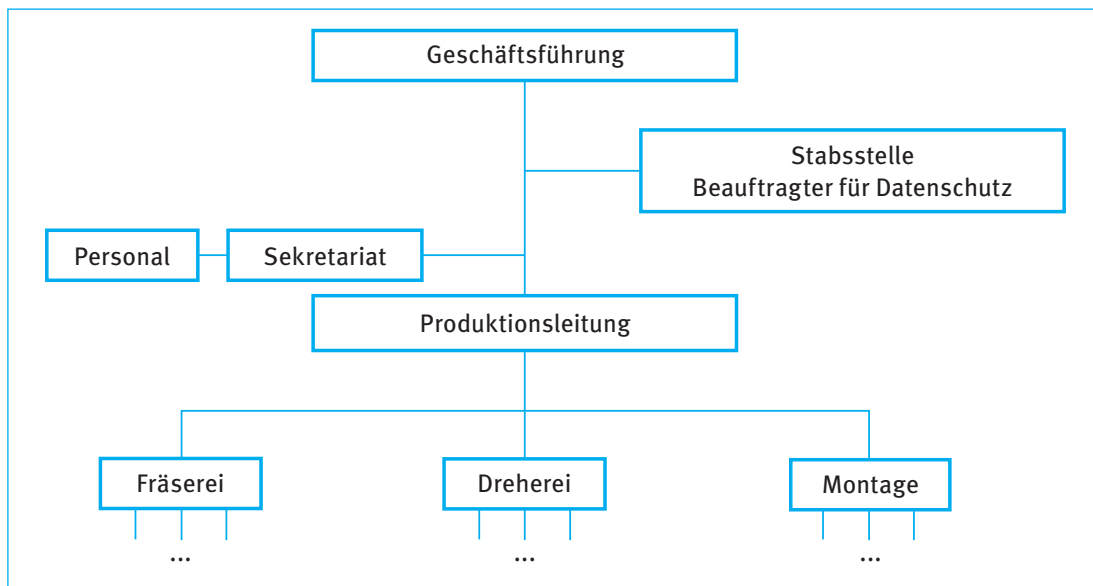 Geschäftsführung
Stabsstelle
Beauftragter für Datenschutz
Personal
Sekretariat
Produktionsleitung
Fräserei
Dreherei
Montage
...
...
...